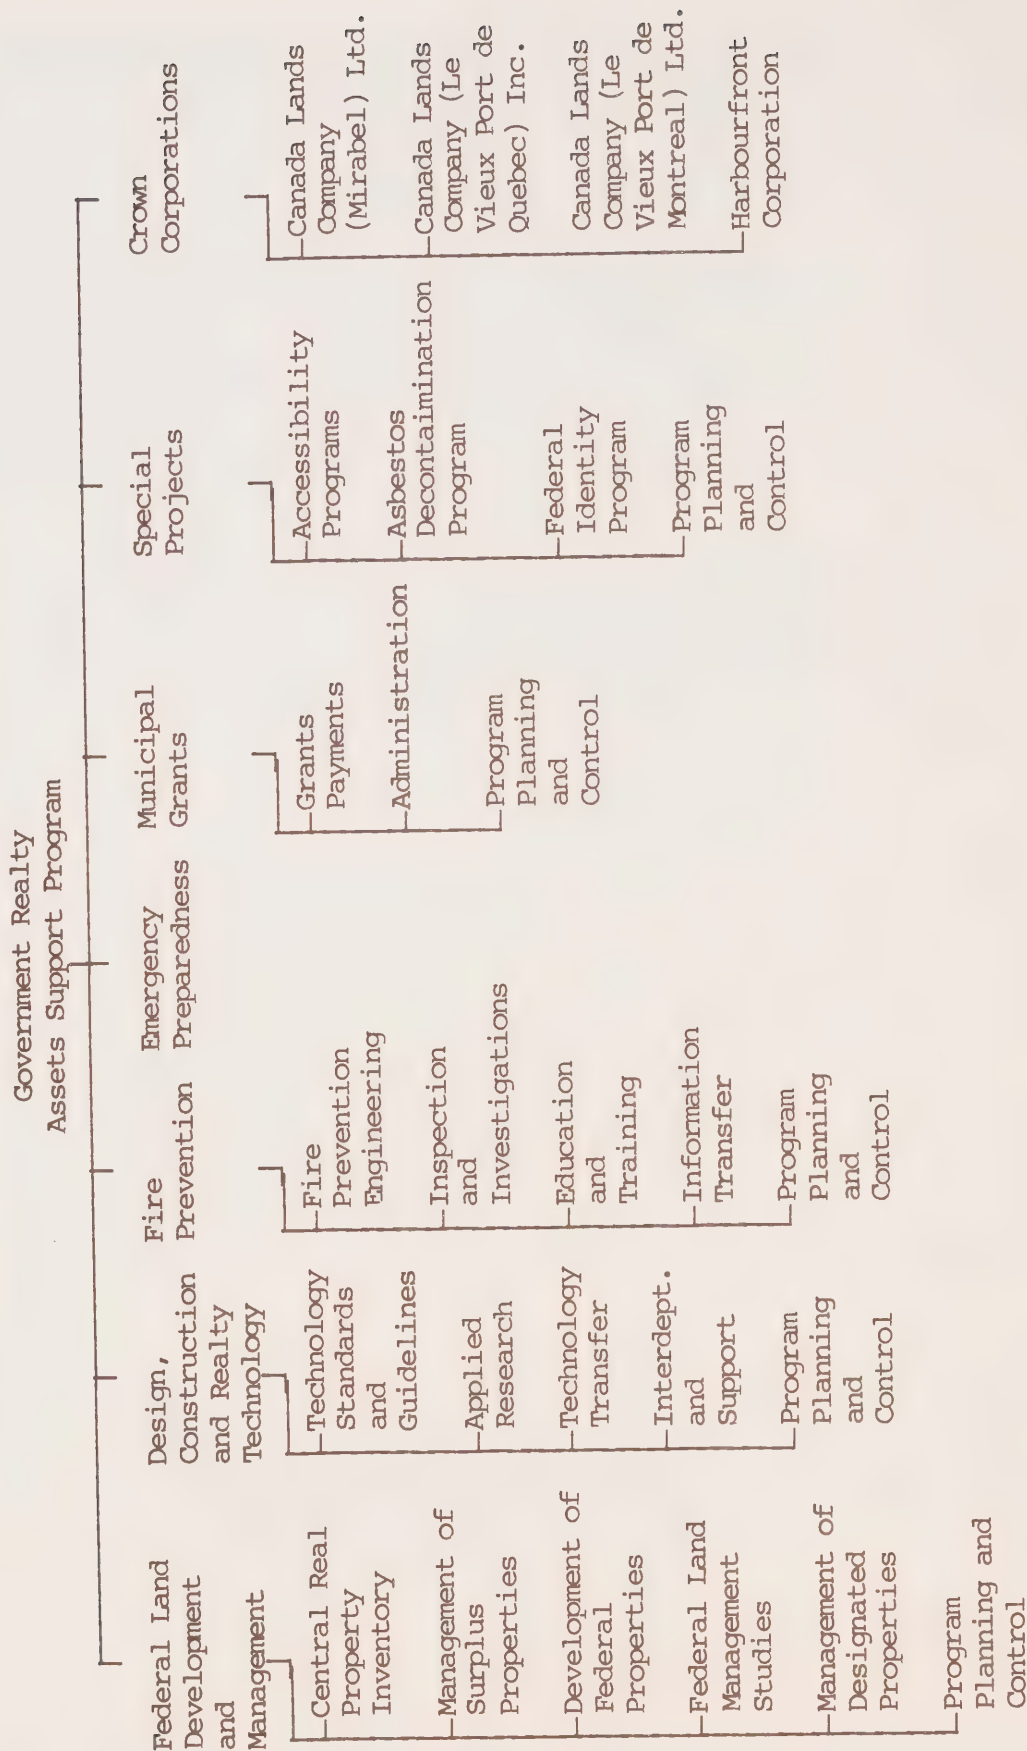 Government Realty
Assets Support Program
Federal Land
Development
and
Management
Central Real
Property
Inventory
Management of
Surplus
Properties
Development of
Federal
Properties
Federal Land
Management
Studies
Management of
Designated
Properties
Program
Planning and
Control
Design,
Construction
and Realty
Technology
Technology
Standards
and
Guidelines
Applied
Research
Technology
Transfer
Interdept.
and
Support
Program
Planning
and
Control
Fire
Prevention
Fire
Prevention
Engineering
Inspection
and
Investigations
Education
and
Training
Information
Transfer
Program
Planning
and
Control
Emergency
Preparedness
Municipal
Grants
Grants
Payments
Administration
Program
Planning
and
Control
Special
Projects
Accessibility
Programs
Asbestos
Decontaimination
Program
Federal
Identity
Program
Program
Planning
and
Control
Crown
Corporations
Canada Lands
Company
(Mirabel) Ltd.
Canada Lands
Company (Le
Vieux Port de
Quebec) Inc.
Canada Lands
Company (Le
Vieux Port de
Montreal) Ltd.
Harbourfront
Corporation